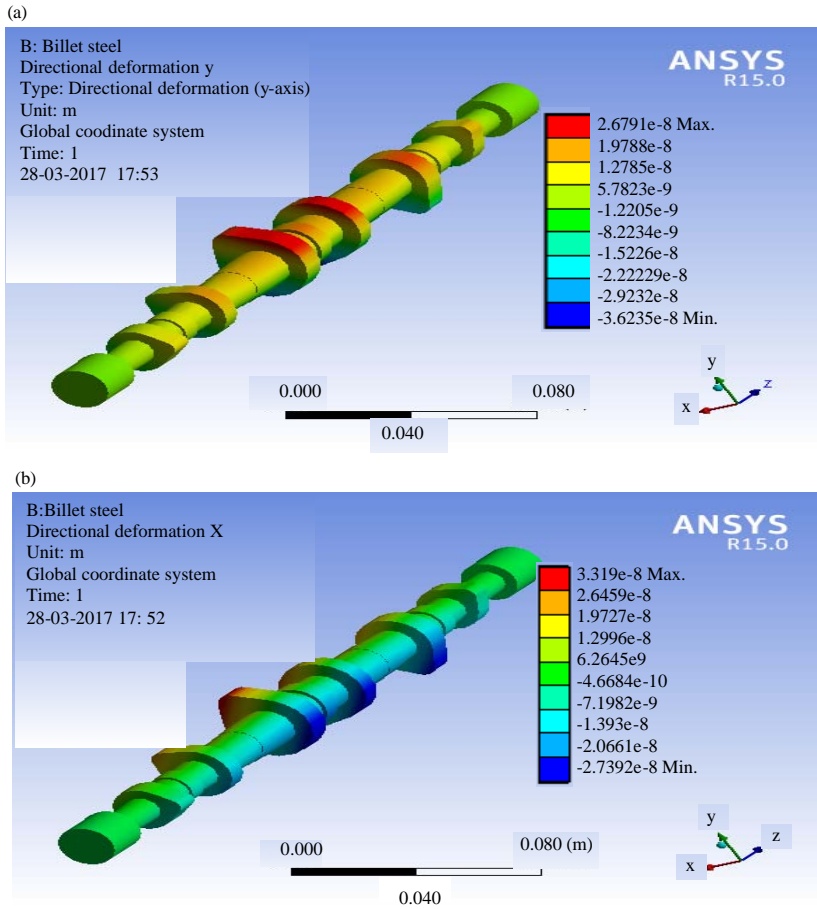 (a)
B: Billet steel
Directional deformation y
Type: Directional deformation (y-axis)
Unit: m
Global coodinate system
Time: 1
28-03-2017 17:53
ANSYS
R15.0
2.6791e-8 Max.
1.9788e-8
1.2785e-8
5.7823e-9
-1.2205e-9
-8.2234e-9
-1.5226e-8
-2.22229e-8
-2.9232e-8
-3.6235e-8 Min.
0.000
0.080
0.040
y
z
x
(b)
B:Billet steel
Directional deformation X
Unit: m
Global coordinate system
Time: 1
28-03-2017 17: 52
ANSYS
R15.0
3.319e-8 Max.
2.6459e-8
1.9727e-8
1.2996e-8
6.2645e9
-4.6684e-10
-7.1982e-9
-1.393e-8
-2.0661e-8
-2.7392e-8 Min.
0.000
0.080 (m)
0.040
y
z
x